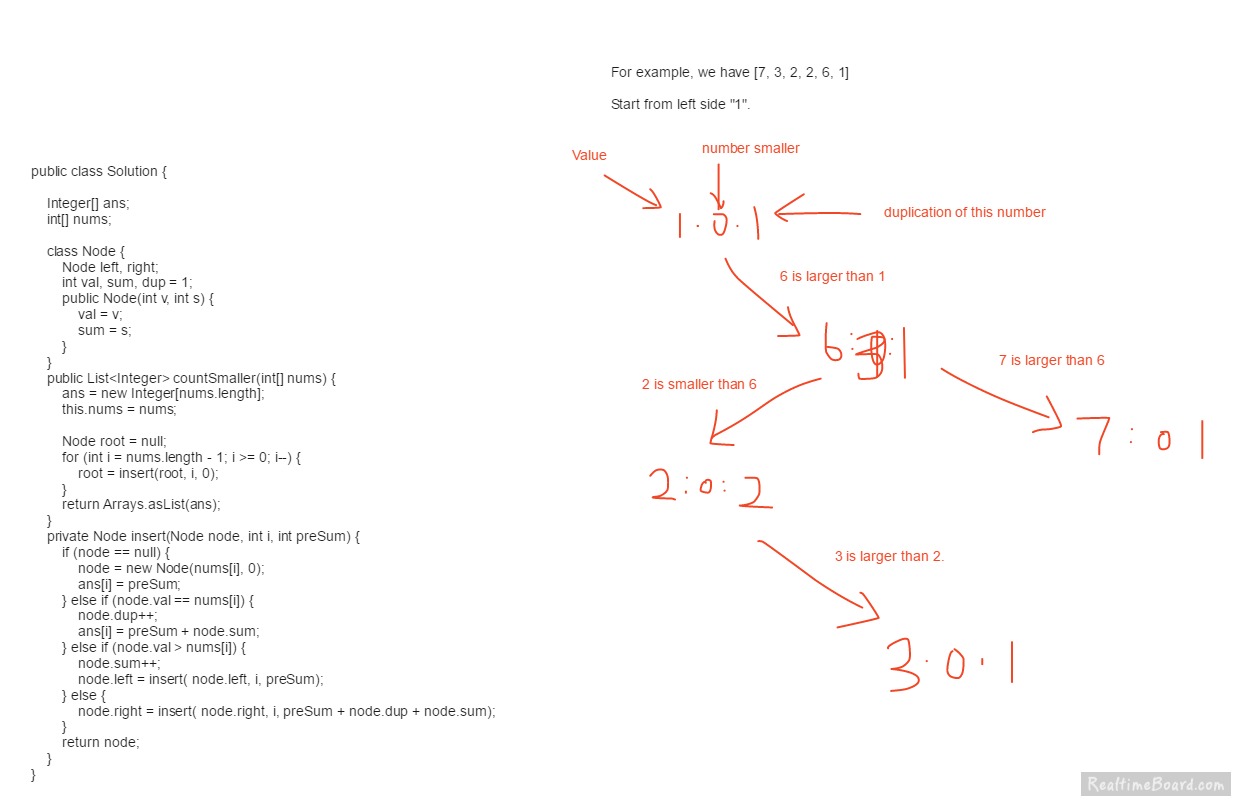 For example, we have [7, 3, 2, 2, 6, 1]
Start from left side "1".
public class Solution {
Integer[] ans;
int[] nums;
class Node {
Node left, right;
int val, sum, dup = 1;
public Node(int v, int s) {
val = v;
sum = s;
}
}
public List<Integer> countSmaller(int[] nums) {
ans = new Integer[nums.length];
this.nums = nums;
Node root = null;
for (int i = nums.length - 1; i >= 0; i--) {
root = insert(root, i, 0);
}
return Arrays.asList(ans);
}
private Node insert(Node node, int i, int preSum) {
if (node == null) {
node = new Node(nums[i], 0);
ans[i] = preSum;
} else if (node.val == nums[i]) {
node.dup++;
ans[i] = preSum + node.sum;
} else if (node.val > nums[i]) {
node.sum++;
node.left = insert( node.left, i, preSum);
} else {
node.right = insert( node.right, i, preSum + node.dup + node.sum);
}
return node;
}
}
Value
number smaller
1 . 0 . 1
duplication of this number
6 is larger than 1
6 : : 1
2 is smaller than 6
7 is larger than 6
7 : 0 1
2 : 0 : 2
3 is larger than 2.
3 . 0 . 1
RealtimeBoard.com